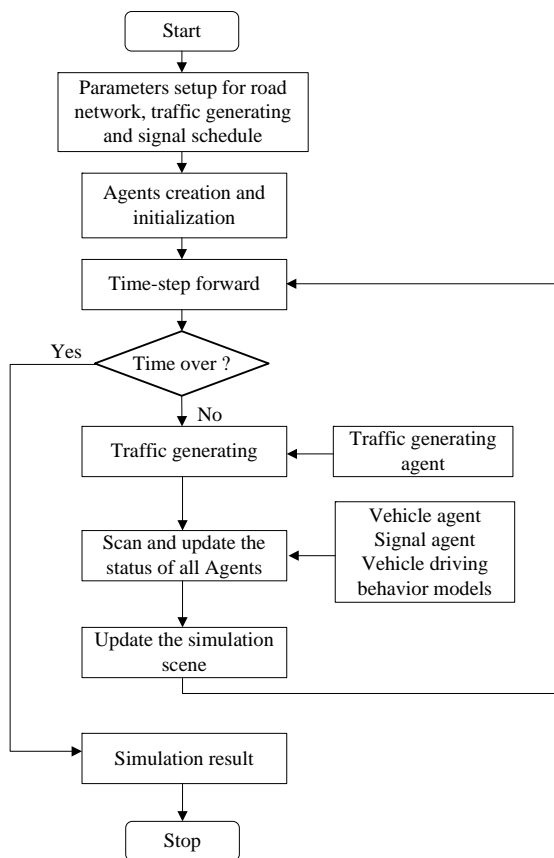 Start
Parameters setup for road
network, traffic generating
and signal schedule
Agents creation and
initialization
Time-step forward
Yes
Time over ?
No
Traffic generating
Traffic generating
agent
Scan and update the
status of all Agents
Vehicle agent
Signal agent
Vehicle driving
behavior models
Update the simulation
scene
Simulation result
Stop